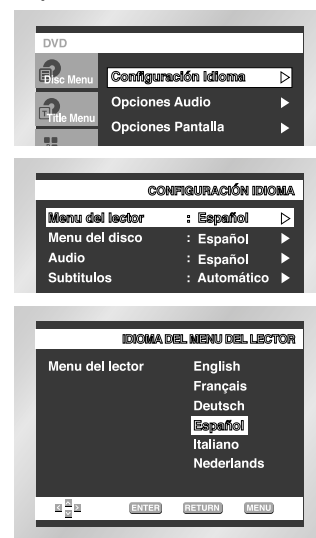 DVD
Disc Menu
Configuración Idioma
Opciones Audio
Title Menu
Opciones Pantalla
CONFIGURACIÓN IDIOMA
Menu del lector : Español
Menu del disco : Español
Audio : Español
Subtitulos : Automático
IDIOMA DEL MENU DEL LECTOR
Menu del lector English
Français
Deutsch
Español
Italiano
Nederlands
ENTER RETURN MENU